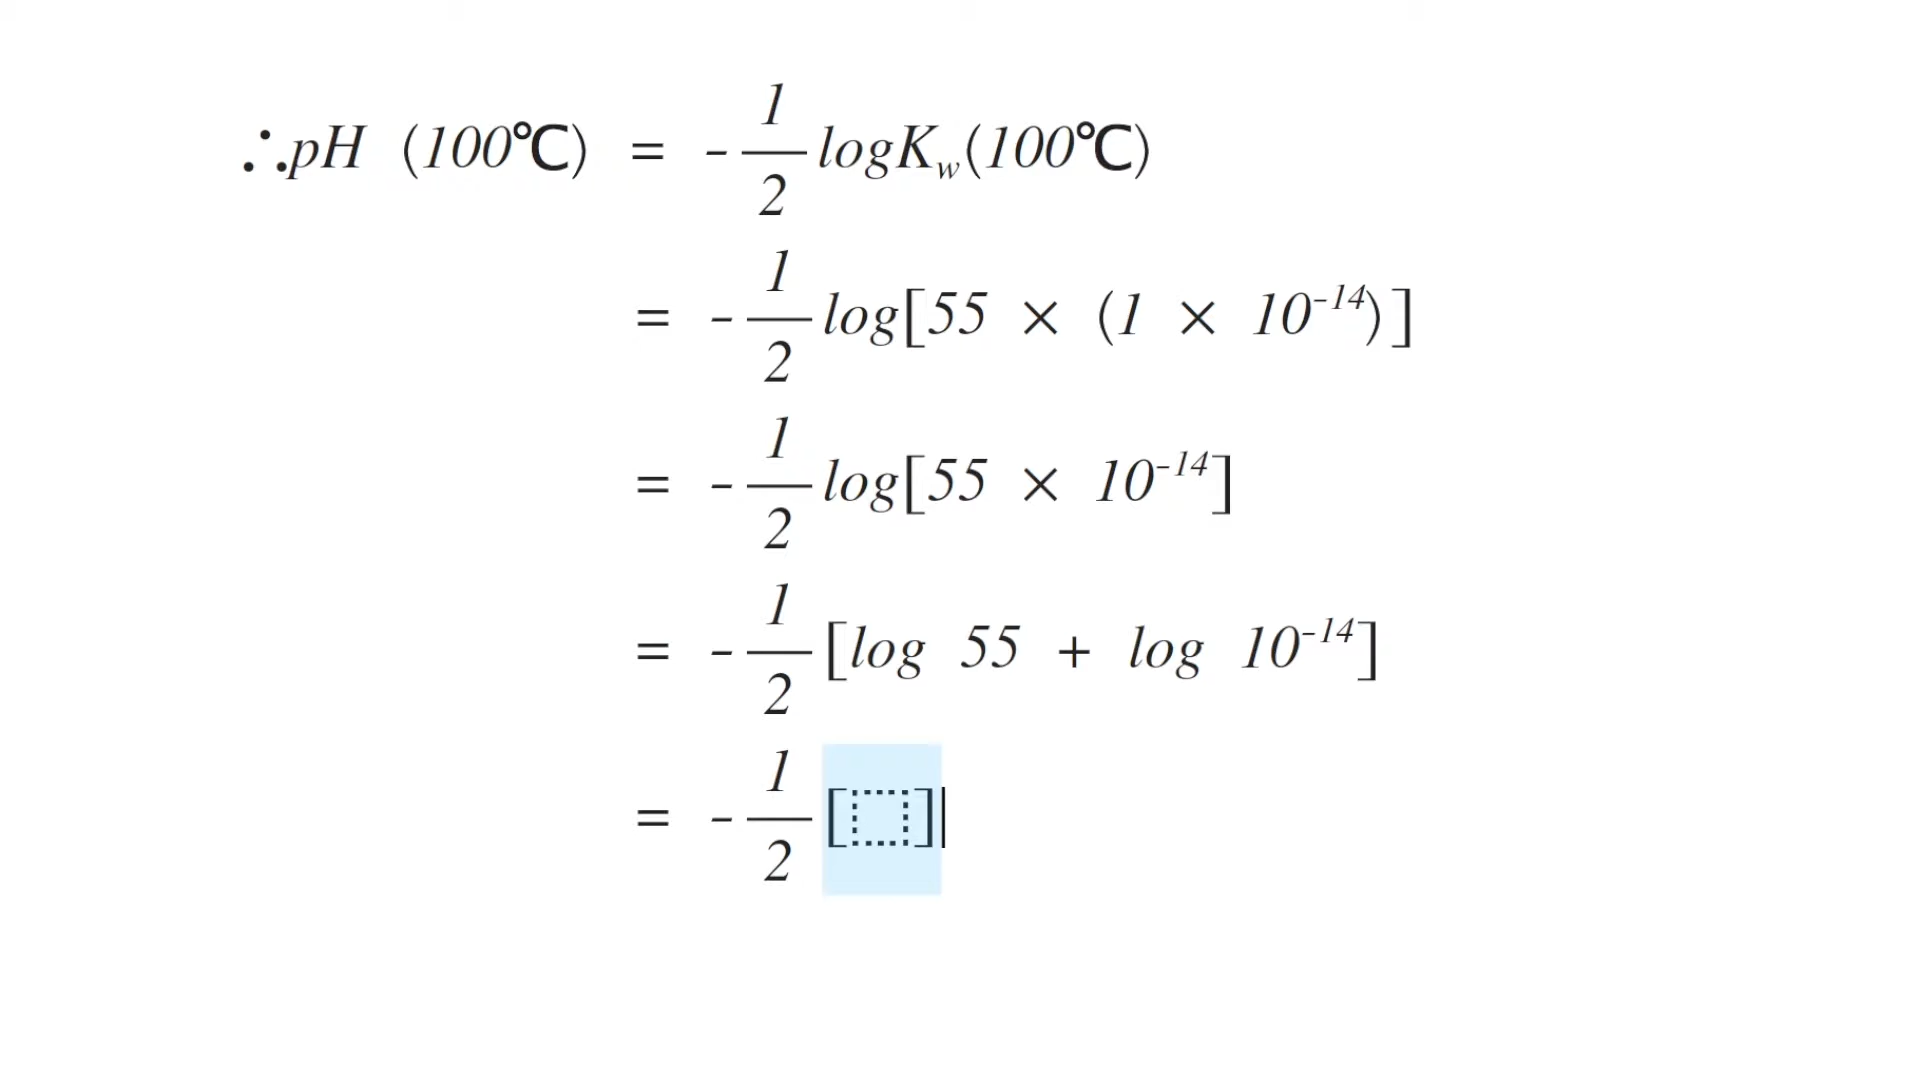 ∴pH (100℃) = -1/2 logK_w(100℃)
= -1/2 log[55 × (1 × 10^-14)]
= -1/2 log[55 × 10^-14]
= -1/2 [log 55 + log 10^-14]
= -1/2 [⬚]